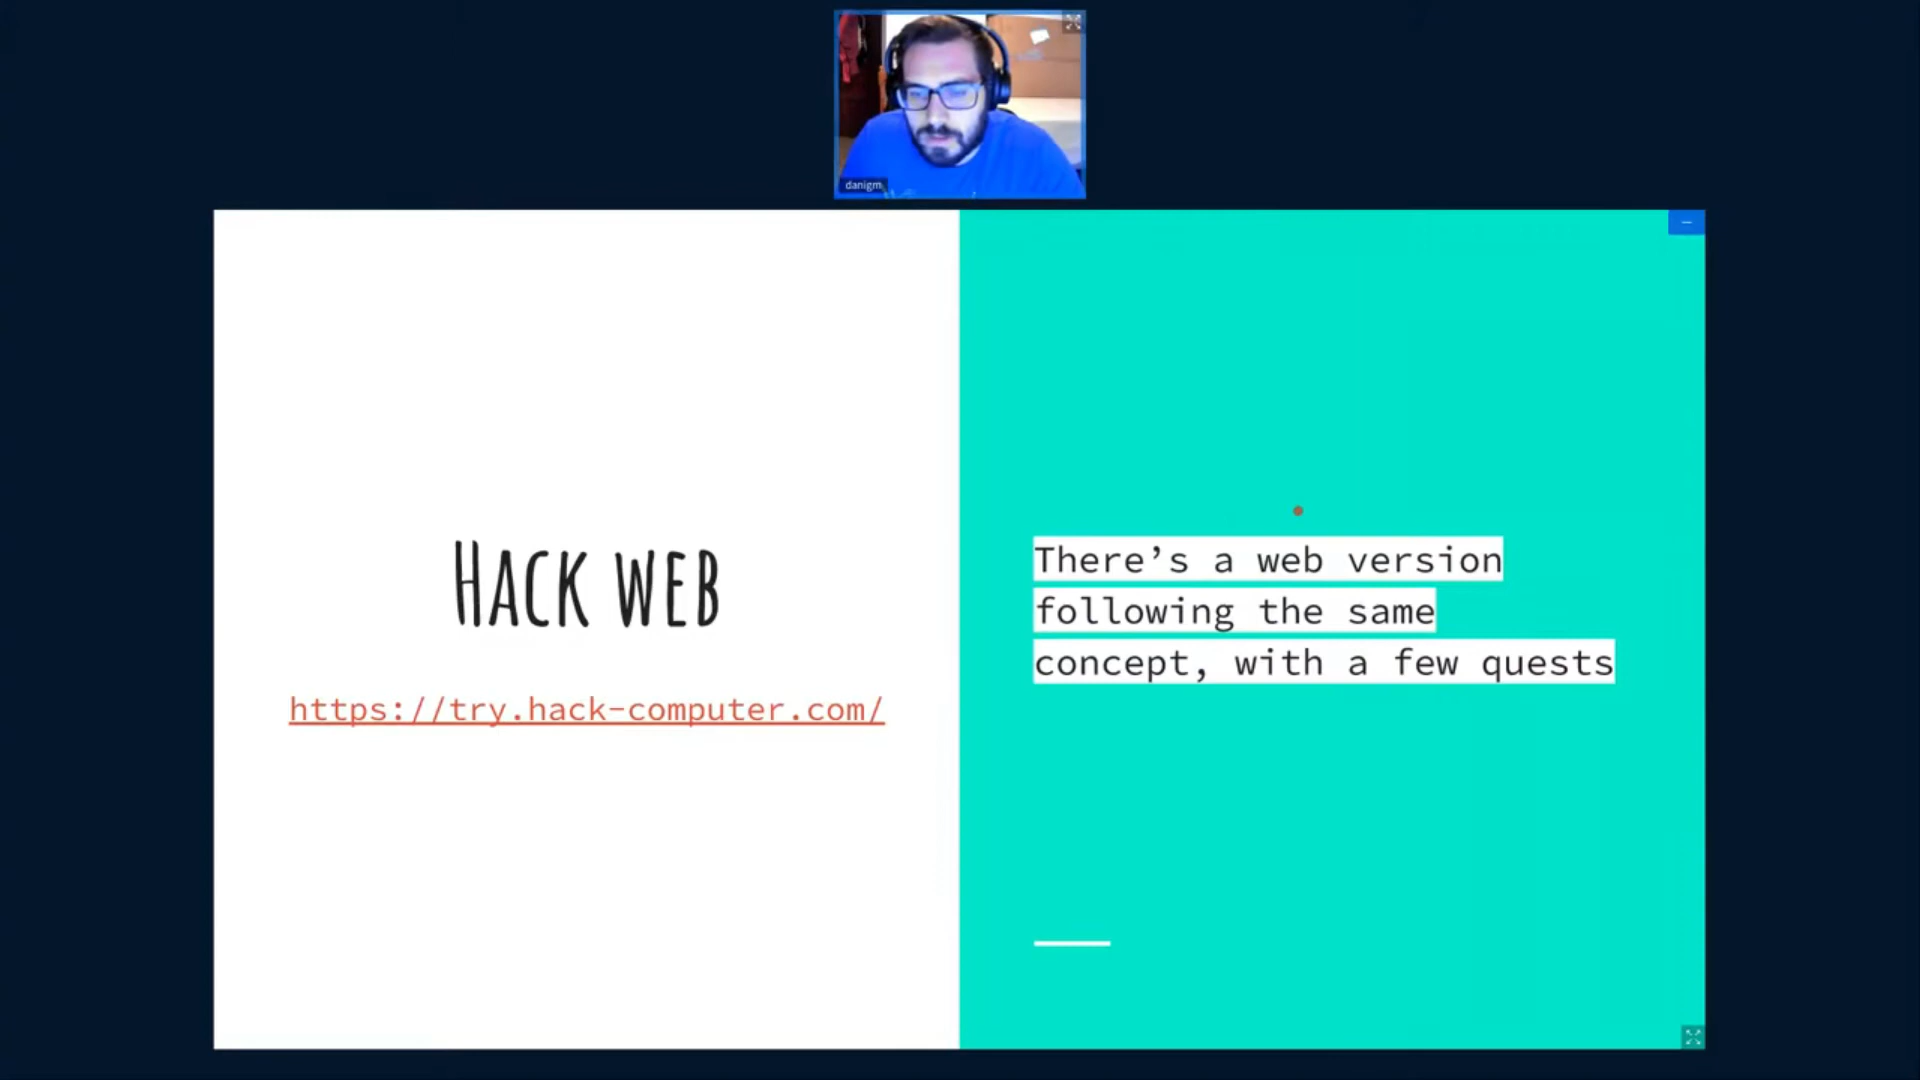 danigm
Hack web
https://try.hack-computer.com/
There’s a web version
following the same
concept, with a few quests